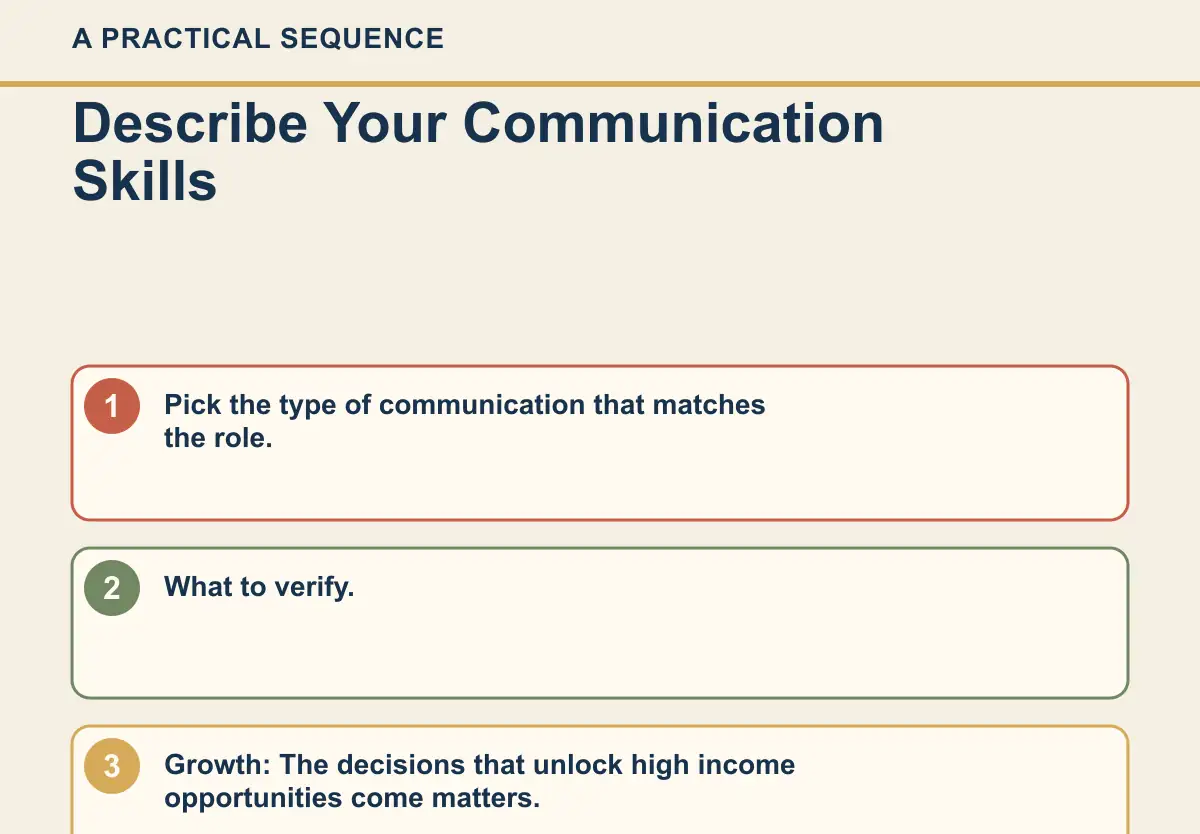 A PRACTICAL SEQUENCE
Describe Your Communication
Skills
1
Pick the type of communication that matches
the role.
2
What to verify.
3
Growth: The decisions that unlock high income
opportunities come matters.